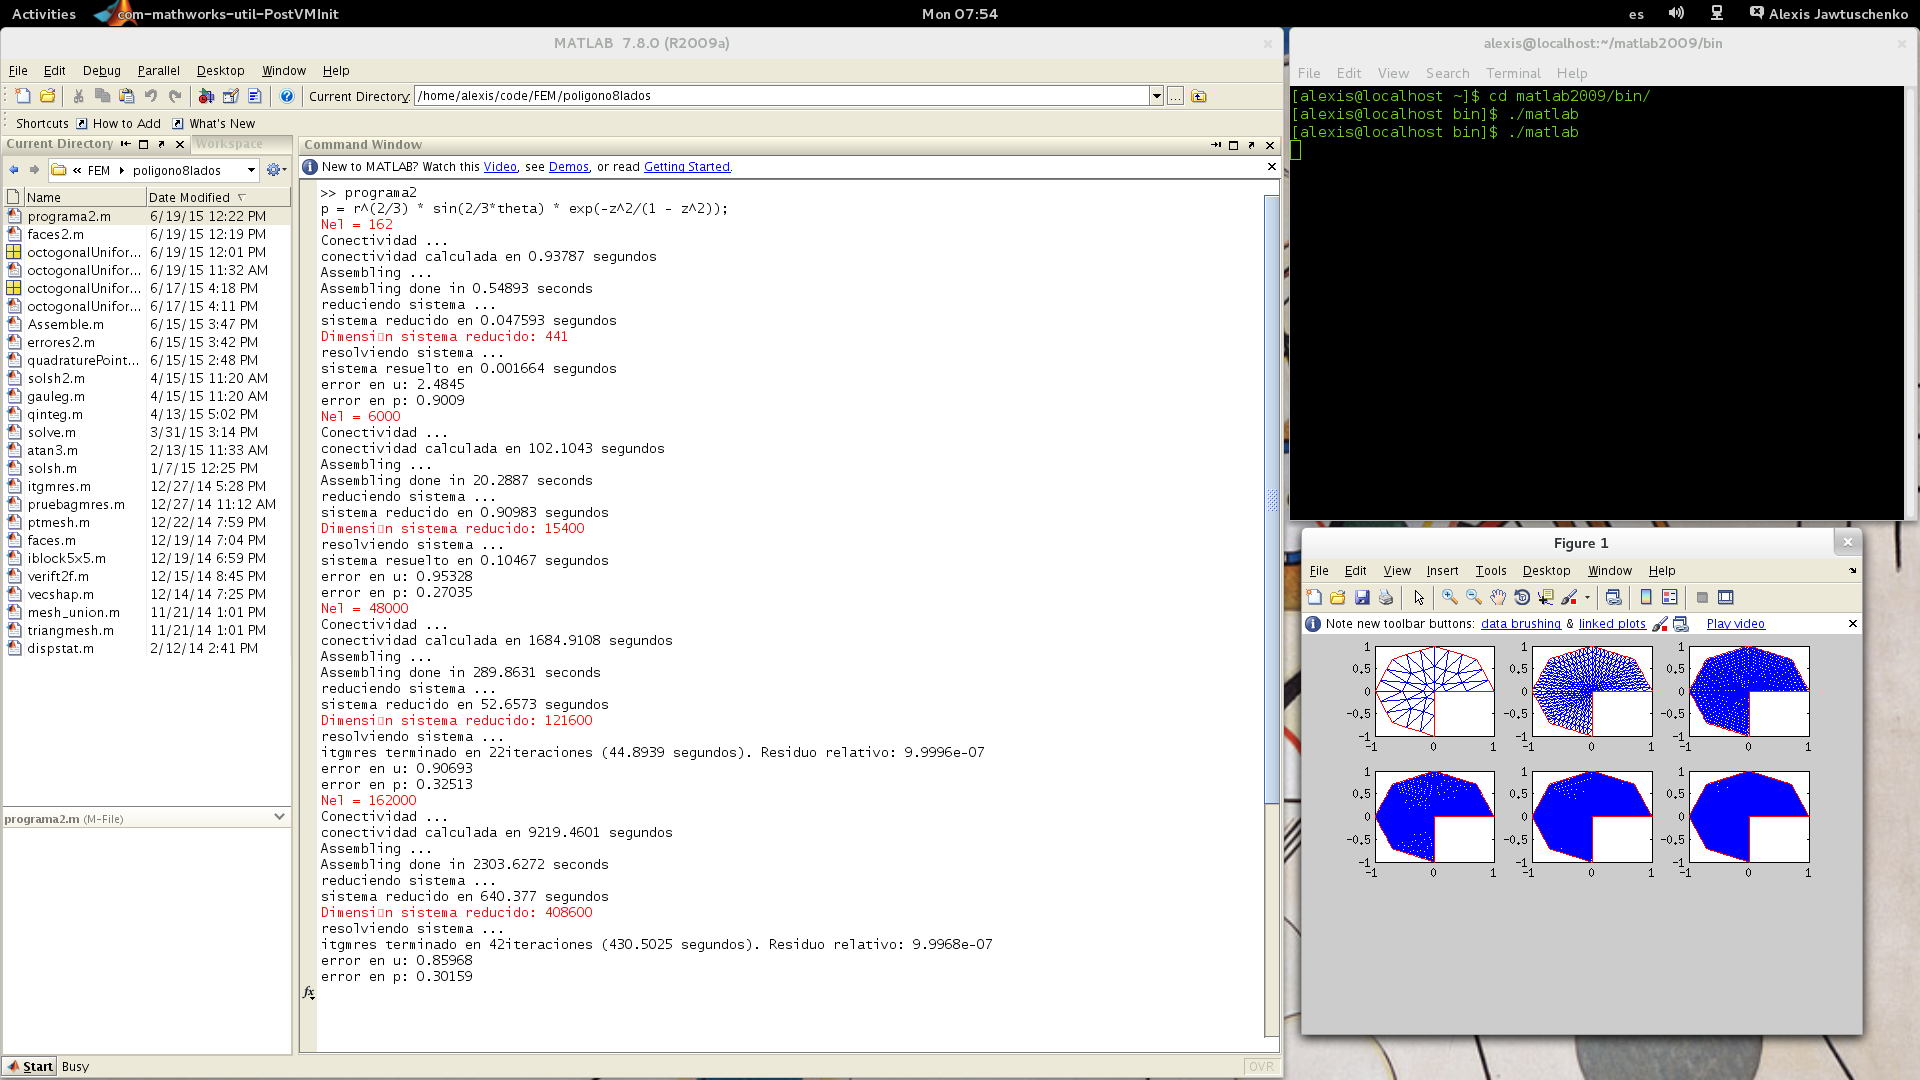 Activities com-mathworks-util-PostVMInit Mon 07:54 es Alexis Jawtuschenko
MATLAB 7.8.0 (R2009a)
File Edit Debug Parallel Desktop Window Help
Current Directory: /home/alexis/code/FEM/poligono8lados
Shortcuts How to Add What's New
Current Directory Workspace
« FEM poligono8lados
Name Date Modified
programa2.m 6/19/15 12:22 PM
faces2.m 6/19/15 12:19 PM
octogonalUnifor... 6/19/15 12:01 PM
octogonalUnifor... 6/19/15 11:32 AM
octogonalUnifor... 6/17/15 4:18 PM
octogonalUnifor... 6/17/15 4:11 PM
Assemble.m 6/15/15 3:47 PM
errores2.m 6/15/15 3:42 PM
quadraturePoint... 6/15/15 2:48 PM
solsh2.m 4/15/15 11:20 AM
gauleg.m 4/15/15 11:20 AM
qinteg.m 4/13/15 5:02 PM
solve.m 3/31/15 3:14 PM
atan3.m 2/13/15 11:33 AM
solsh.m 1/7/15 12:25 PM
itgmres.m 12/27/14 5:28 PM
pruebagmres.m 12/27/14 11:12 AM
ptmesh.m 12/22/14 7:59 PM
faces.m 12/19/14 7:04 PM
iblock5x5.m 12/19/14 6:59 PM
verift2f.m 12/15/14 8:45 PM
vecshap.m 12/14/14 7:25 PM
mesh_union.m 11/21/14 1:01 PM
triangmesh.m 11/21/14 1:01 PM
dispstat.m 2/12/14 2:41 PM
programa2.m (M-File)
Start Busy
OVR
Command Window
New to MATLAB? Watch this Video, see Demos, or read Getting Started.
>> programa2
p = r^(2/3) * sin(2/3*theta) * exp(-z^2/(1 - z^2));
Nel = 162
Conectividad ...
conectividad calculada en 0.93787 segundos
Assembling ...
Assembling done in 0.54893 seconds
reduciendo sistema ...
sistema reducido en 0.047593 segundos
Dimensi▯n sistema reducido: 441
resolviendo sistema ...
sistema resuelto en 0.001664 segundos
error en u: 2.4845
error en p: 0.9009
Nel = 6000
Conectividad ...
conectividad calculada en 102.1043 segundos
Assembling ...
Assembling done in 20.2887 seconds
reduciendo sistema ...
sistema reducido en 0.90983 segundos
Dimensi▯n sistema reducido: 15400
resolviendo sistema ...
sistema resuelto en 0.10467 segundos
error en u: 0.95328
error en p: 0.27035
Nel = 48000
Conectividad ...
conectividad calculada en 1684.9108 segundos
Assembling ...
Assembling done in 289.8631 seconds
reduciendo sistema ...
sistema reducido en 52.6573 segundos
Dimensi▯n sistema reducido: 121600
resolviendo sistema ...
itgmres terminado en 22iteraciones (44.8939 segundos). Residuo relativo: 9.9996e-07
error en u: 0.90693
error en p: 0.32513
Nel = 162000
Conectividad ...
conectividad calculada en 9219.4601 segundos
Assembling ...
Assembling done in 2303.6272 seconds
reduciendo sistema ...
sistema reducido en 640.377 segundos
Dimensi▯n sistema reducido: 408600
resolviendo sistema ...
itgmres terminado en 42iteraciones (430.5025 segundos). Residuo relativo: 9.9968e-07
error en u: 0.85968
error en p: 0.30159
fx
alexis@localhost:~/matlab2009/bin
File Edit View Search Terminal Help
[alexis@localhost ~]$ cd matlab2009/bin/
[alexis@localhost bin]$ ./matlab
[alexis@localhost bin]$ ./matlab
Figure 1
File Edit View Insert Tools Desktop Window Help
Note new toolbar buttons: data brushing & linked plots Play video
1 1 1
0.5 0.5 0.5
0 0 0
-0.5 -0.5 -0.5
-1 -1 -1
-1 0 1 -1 0 1 -1 0 1
1 1 1
0.5 0.5 0.5
0 0 0
-0.5 -0.5 -0.5
-1 -1 -1
-1 0 1 -1 0 1 -1 0 1